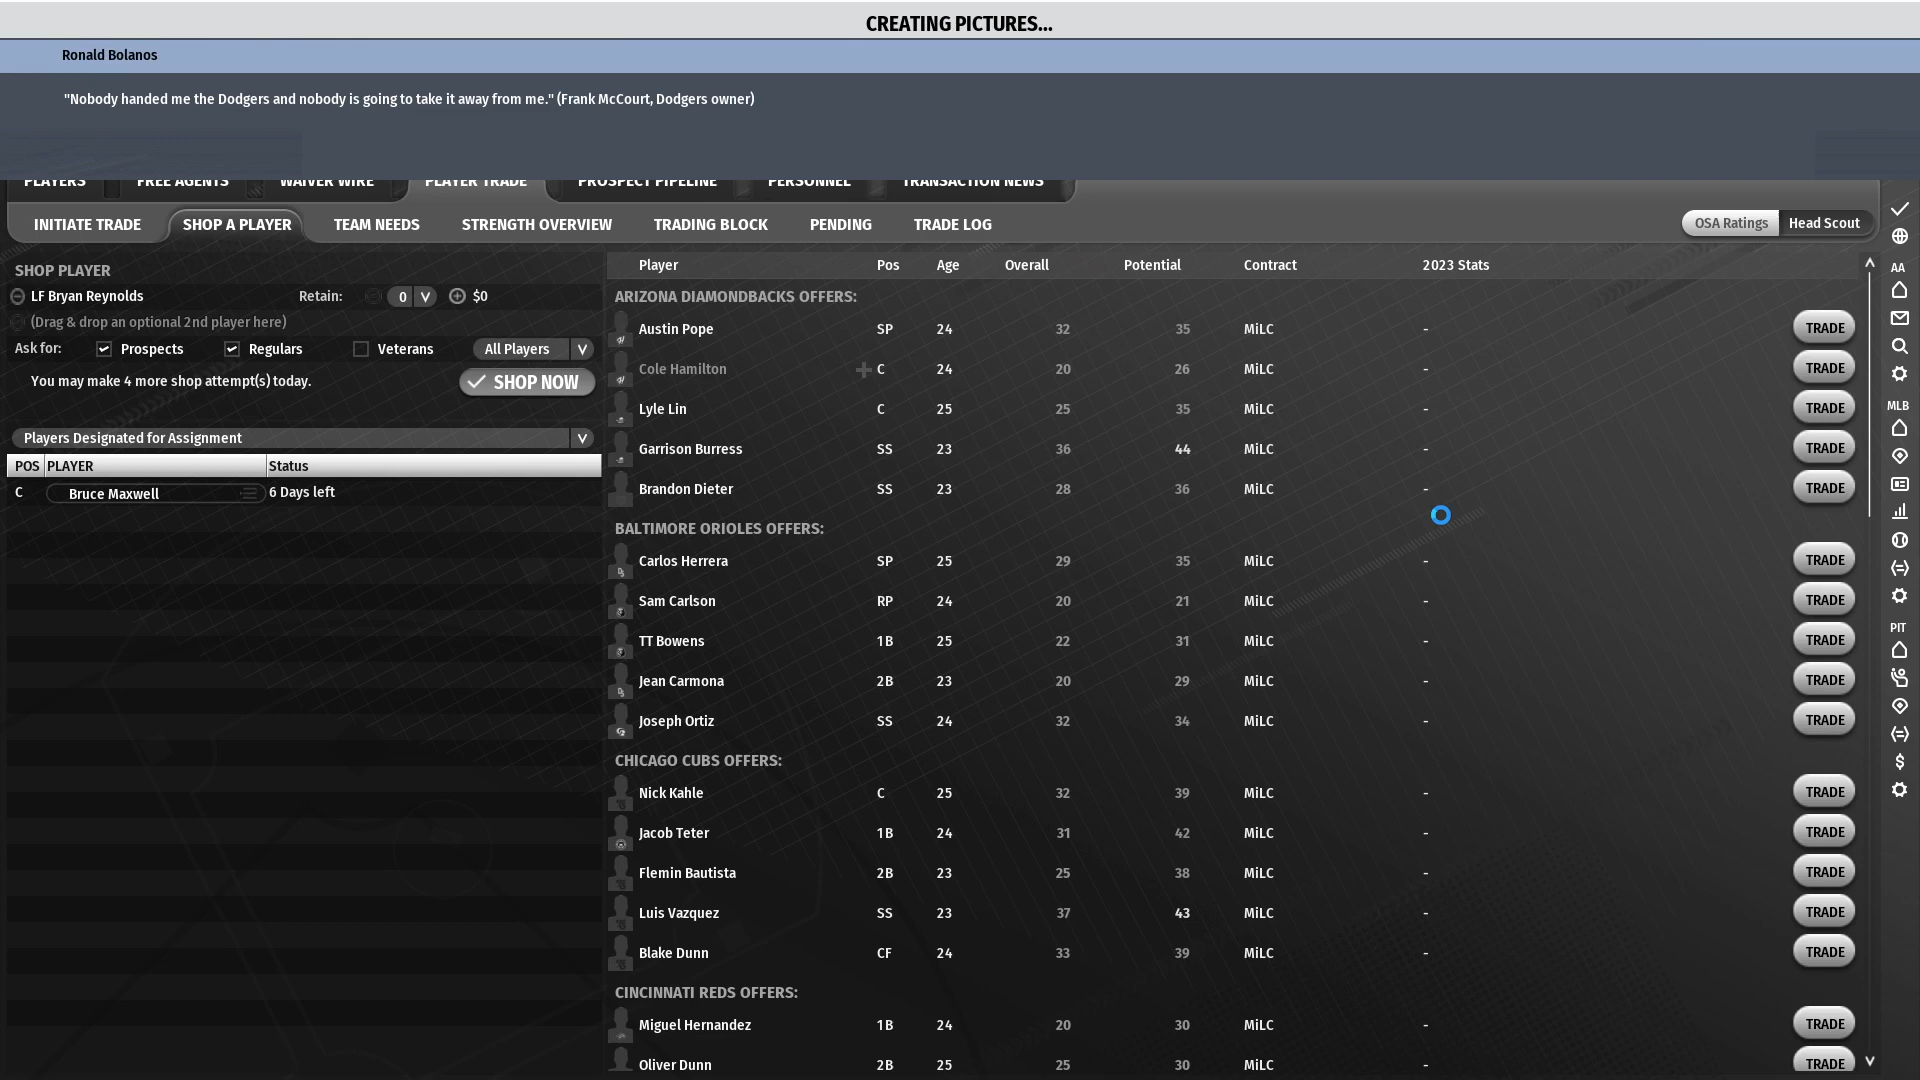 CREATING PICTURES...
Ronald Bolanos
"Nobody handed me the Dodgers and nobody is going to take it away from me." (Frank McCourt, Dodgers owner)
PLAYERS FREE AGENTS WAIVER WIRE PLAYER TRADE PROSPECT PIPELINE PERSONNEL TRANSACTION NEWS
INITIATE TRADE SHOP A PLAYER TEAM NEEDS STRENGTH OVERVIEW TRADING BLOCK PENDING TRADE LOG OSA Ratings Head Scout
SHOP PLAYER
LF Bryan Reynolds Retain: 0 V $0
(Drag & drop an optional 2nd player here)
Ask for: Prospects Regulars Veterans All Players V
You may make 4 more shop attempt(s) today. SHOP NOW
Players Designated for Assignment V
POS PLAYER Status
C Bruce Maxwell 6 Days left
Player Pos Age Overall Potential Contract 2023 Stats
ARIZONA DIAMONDBACKS OFFERS:
Austin Pope SP 24 32 35 MiLC - TRADE
Cole Hamilton C 24 20 26 MiLC - TRADE
Lyle Lin C 25 25 35 MiLC - TRADE
Garrison Burress SS 23 36 44 MiLC - TRADE
Brandon Dieter SS 23 28 36 MiLC - TRADE
BALTIMORE ORIOLES OFFERS:
Carlos Herrera SP 25 29 35 MiLC - TRADE
Sam Carlson RP 24 20 21 MiLC - TRADE
TT Bowens 1B 25 22 31 MiLC - TRADE
Jean Carmona 2B 23 20 29 MiLC - TRADE
Joseph Ortiz SS 24 32 34 MiLC - TRADE
CHICAGO CUBS OFFERS:
Nick Kahle C 25 32 39 MiLC - TRADE
Jacob Teter 1B 24 31 42 MiLC - TRADE
Flemin Bautista 2B 23 25 38 MiLC - TRADE
Luis Vazquez SS 23 37 43 MiLC - TRADE
Blake Dunn CF 24 33 39 MiLC - TRADE
CINCINNATI REDS OFFERS:
Miguel Hernandez 1B 24 20 30 MiLC - TRADE
Oliver Dunn 2B 25 25 30 MiLC - TRADE
AA
MLB
PIT